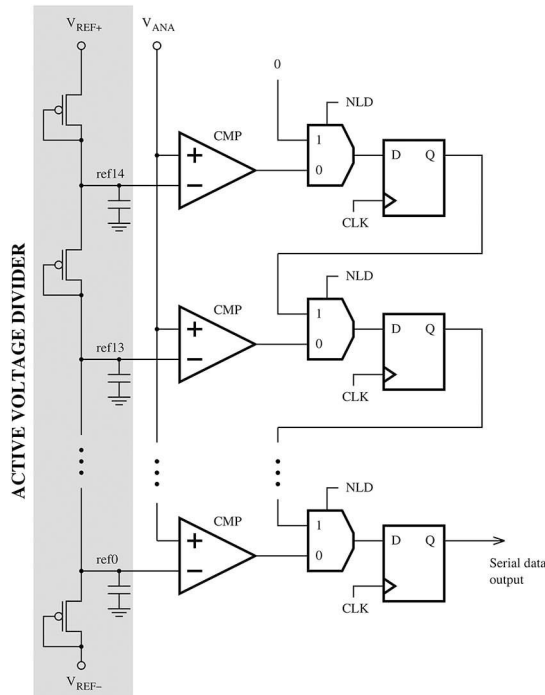 V_REF+
V_ANA
0
NLD
CMP
1
0
D Q
CLK
ref14
NLD
CMP
1
0
D Q
CLK
ref13
ACTIVE VOLTAGE DIVIDER
NLD
CMP
1
0
D Q
CLK
ref0
Serial data
output
V_REF−